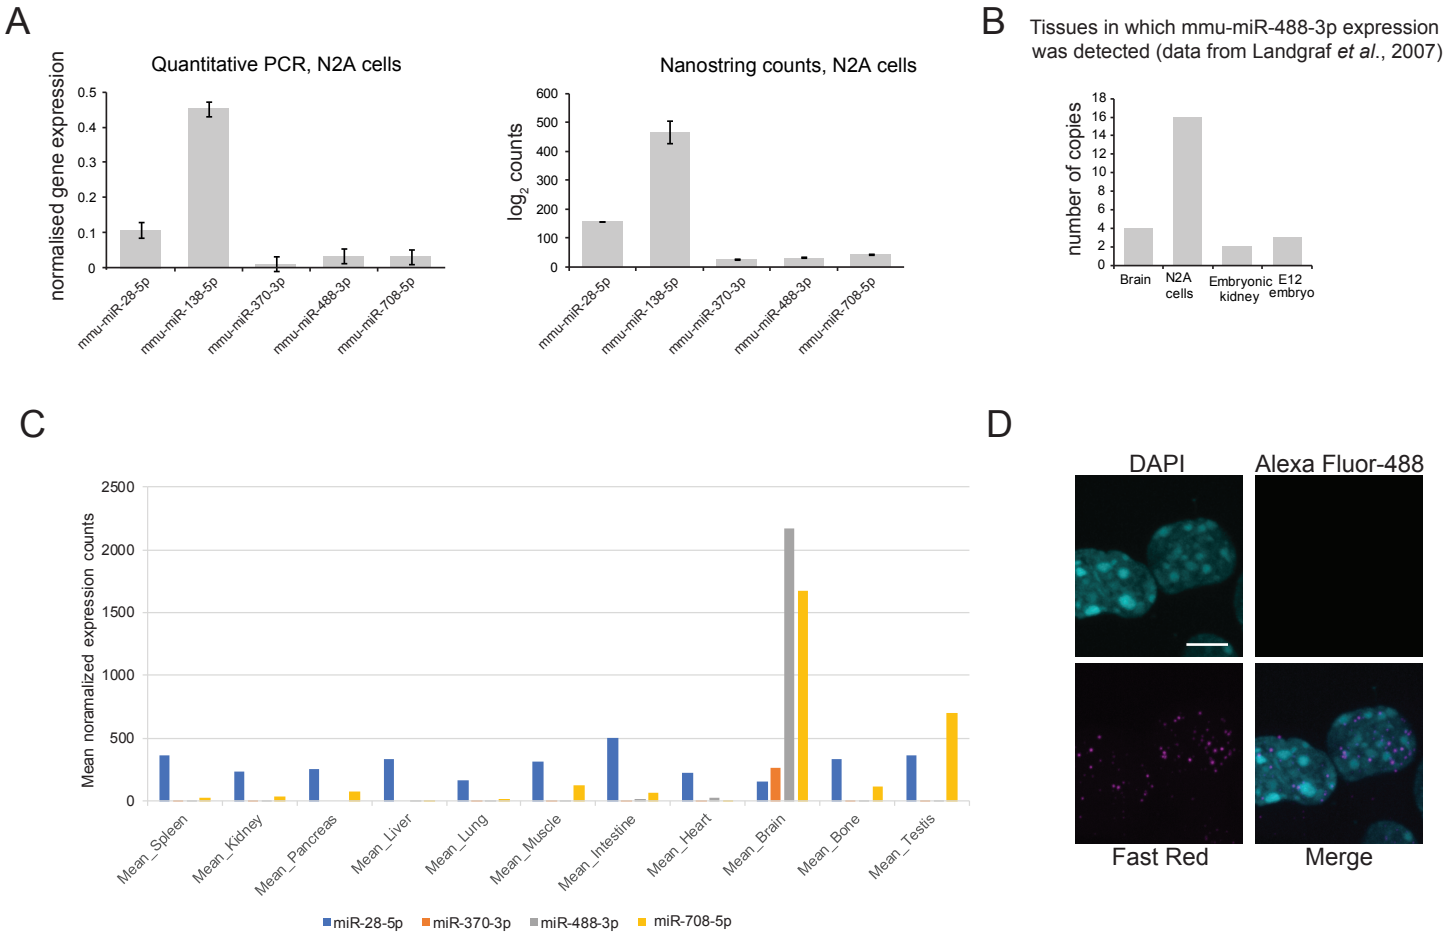 A
Quantitative PCR, N2A cells
normalised gene expression
0.5
0.4
0.3
0.2
0.1
0
mmu-miR-28-5p
mmu-miR-138-5p
mmu-miR-370-3p
mmu-miR-488-3p
mmu-miR-708-5p
Nanostring counts, N2A cells
log2 counts
600
500
400
300
200
100
0
mmu-miR-28-5p
mmu-miR-138-5p
mmu-miR-370-3p
mmu-miR-488-3p
mmu-miR-708-5p
B
Tissues in which mmu-miR-488-3p expression
was detected (data from Landgraf et al., 2007)
number of copies
18
16
14
12
10
8
6
4
2
0
Brain
N2A
cells
Embryonic
kidney
E12
embryo
C
Mean noramalized expression counts
2500
2000
1500
1000
500
0
Mean_Spleen
Mean_Kidney
Mean_Pancreas
Mean_Liver
Mean_Lung
Mean_Muscle
Mean_Intestine
Mean_Heart
Mean_Brain
Mean_Bone
Mean_Testis
miR-28-5p
miR-370-3p
miR-488-3p
miR-708-5p
D
DAPI
Alexa Fluor-488
Fast Red
Merge